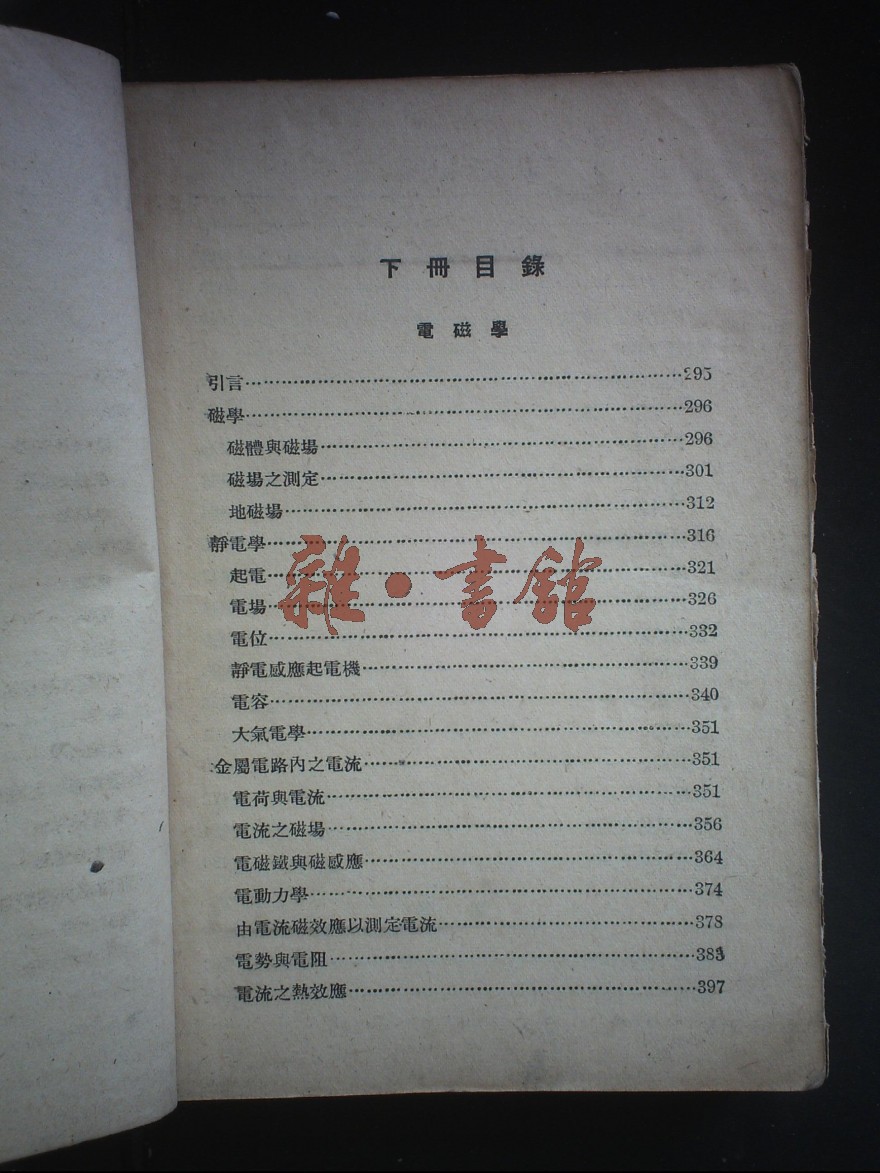 下冊目錄
電磁學
引言……295
磁學……296
磁體與磁場……296
磁場之測定……301
地磁場……312
靜電學……316
起電……321
電場……326
電位……332
靜電感應起電機……339
電容……340
大氣電學……351
金屬電路內之電流……351
電荷與電流……351
電流之磁場……356
電磁鐵與磁感應……364
電動力學……374
由電流磁效應以測定電流……378
電勢與電阻……383
電流之熱效應……397
雜·書館